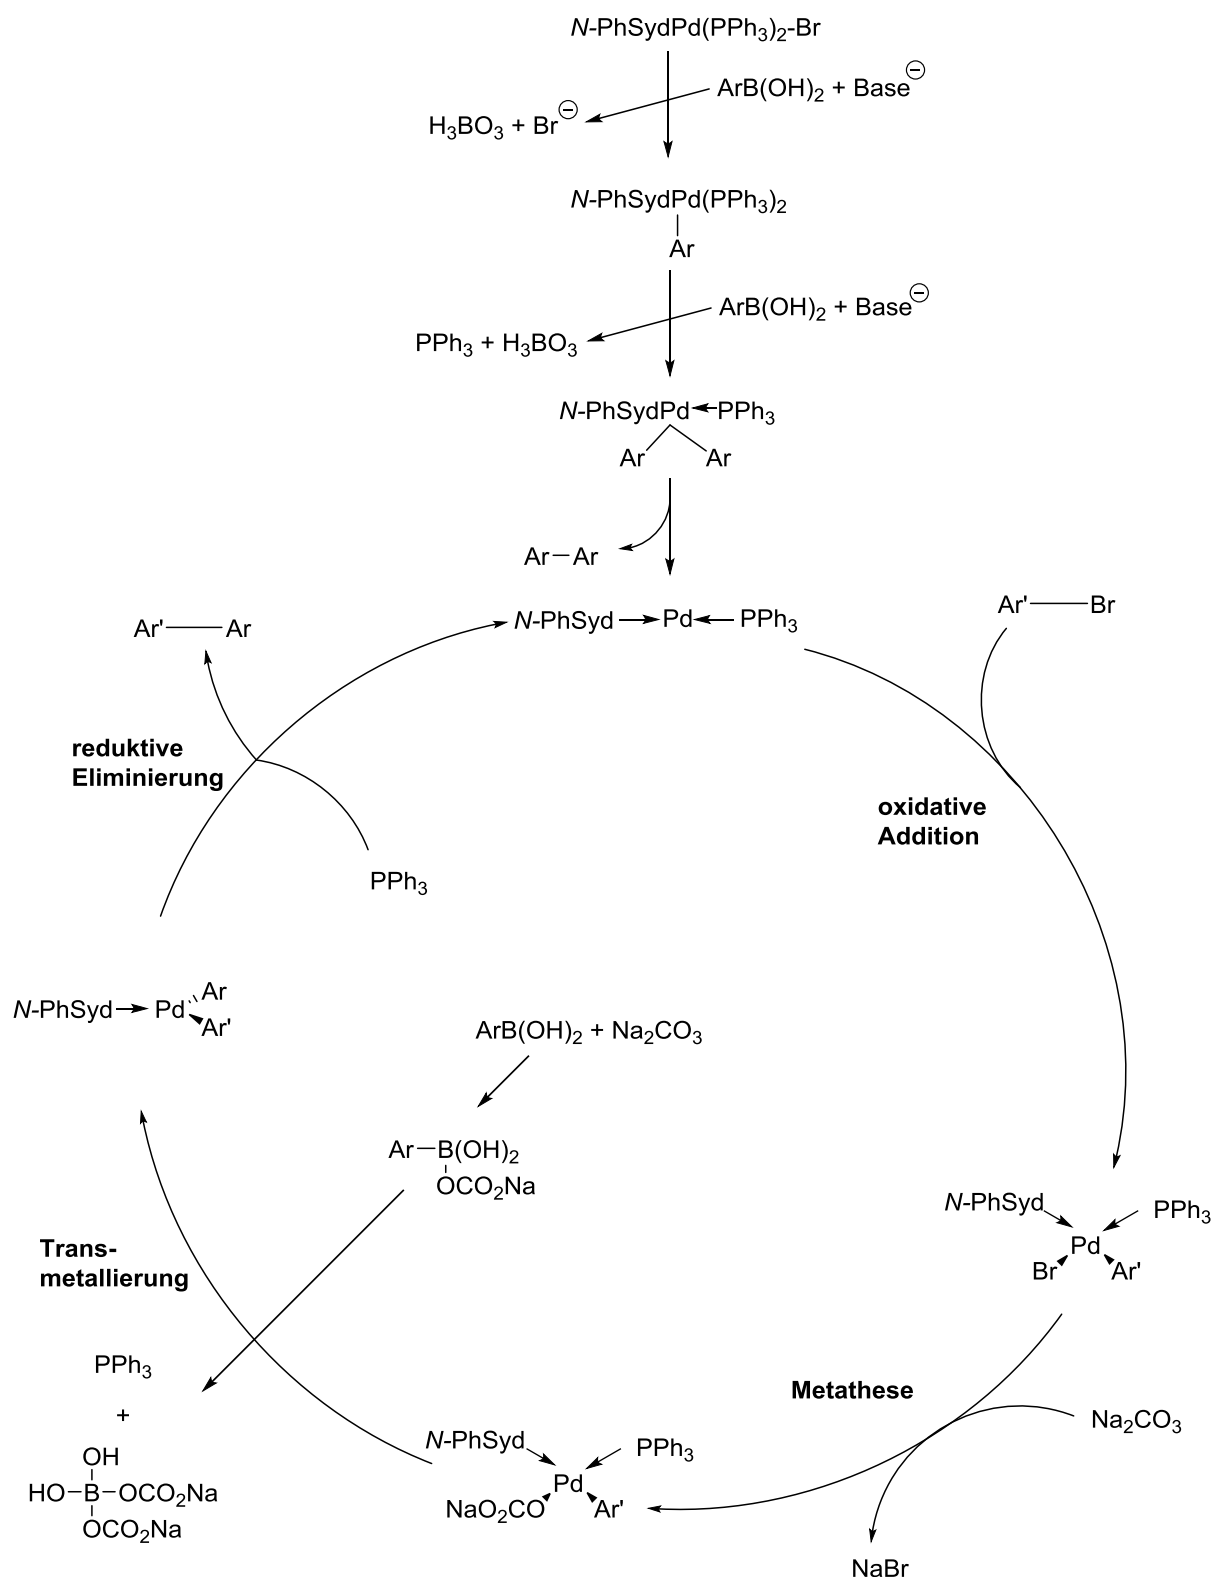 N-PhSydPd(PPh3)2-Br
ArB(OH)2 + Base⊖
H3BO3 + Br⊖
N-PhSydPd(PPh3)2
Ar
ArB(OH)2 + Base⊖
PPh3 + H3BO3
N-PhSydPd PPh3
Ar Ar
Ar–Ar
N-PhSyd Pd PPh3
Ar' Br
Ar' Ar
reduktive
Eliminierung
oxidative
Addition
PPh3
N-PhSyd Pd Ar
Ar'
ArB(OH)2 + Na2CO3
Ar–B(OH)2
OCO2Na
N-PhSyd PPh3
Pd
Br Ar'
Trans-
metallierung
PPh3
+
OH
HO–B–OCO2Na
OCO2Na
Metathese
Na2CO3
N-PhSyd PPh3
Pd
NaO2CO Ar'
NaBr